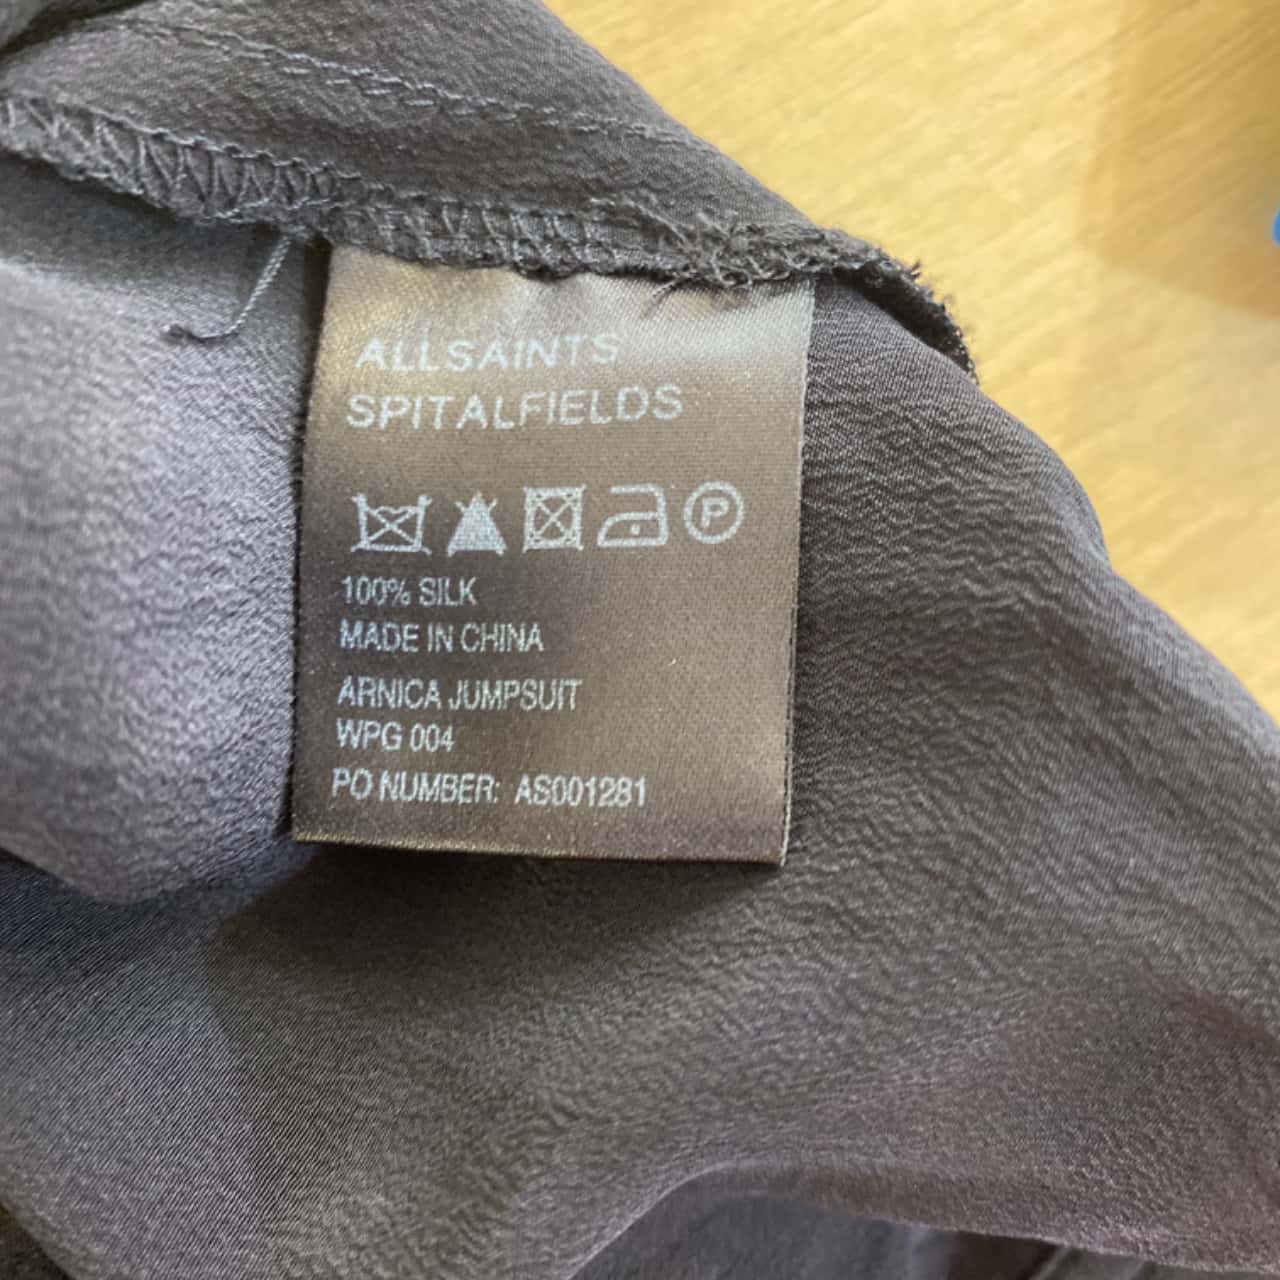 ALLSAINTS
SPITALFIELDS
P
100% SILK
MADE IN CHINA
ARNICA JUMPSUIT
WPG 004
PO NUMBER: AS001281